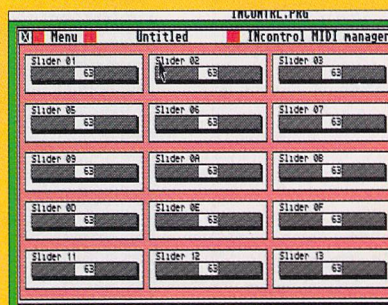 INCONTRL.PRG
Menu Untitled INcontrol MIDI manager
Slider 01 Slider 02 Slider 03
63 63 63
Slider 05 Slider 06 Slider 07
63 63 63
Slider 09 Slider 0A Slider 0B
63 63 63
Slider 0D Slider 0E Slider 0F
63 63 63
Slider 11 Slider 12 Slider 13
63 63 63